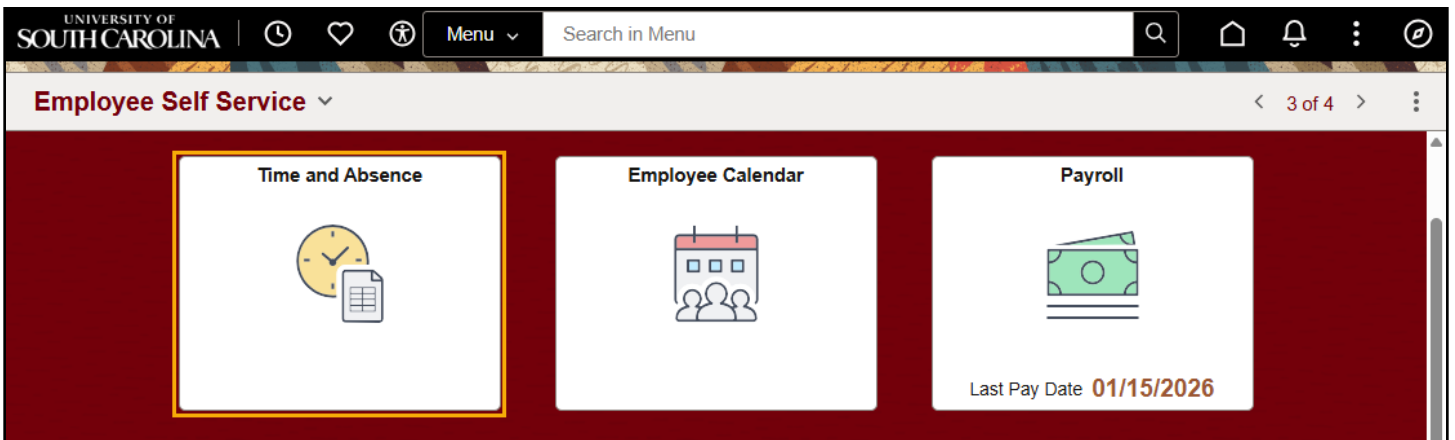 UNIVERSITY OF
SOUTH CAROLINA
Menu
Search in Menu
Employee Self Service
3 of 4
Time and Absence
Employee Calendar
Payroll
Last Pay Date 01/15/2026